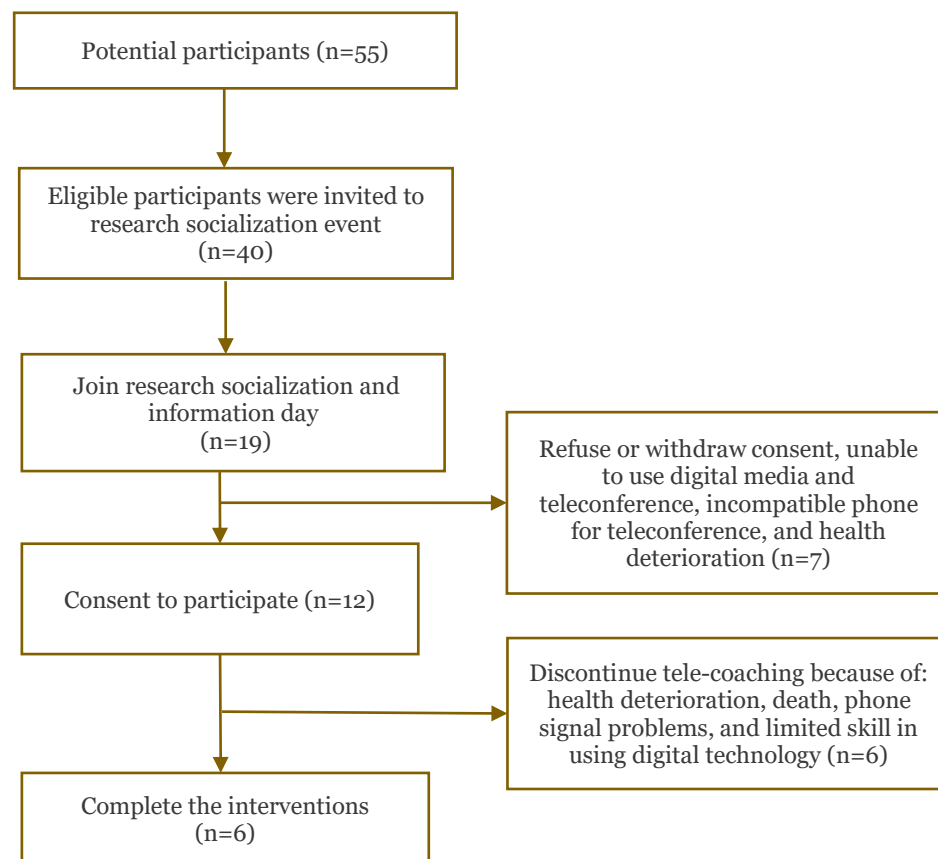 Potential participants (n=55)
Eligible participants were invited to
research socialization event
(n=40)
Join research socialization and
information day
(n=19)
Refuse or withdraw consent, unable
to use digital media and
teleconference, incompatible phone
for teleconference, and health
deterioration (n=7)
Consent to participate (n=12)
Discontinue tele-coaching because of:
health deterioration, death, phone
signal problems, and limited skill in
using digital technology (n=6)
Complete the interventions
(n=6)